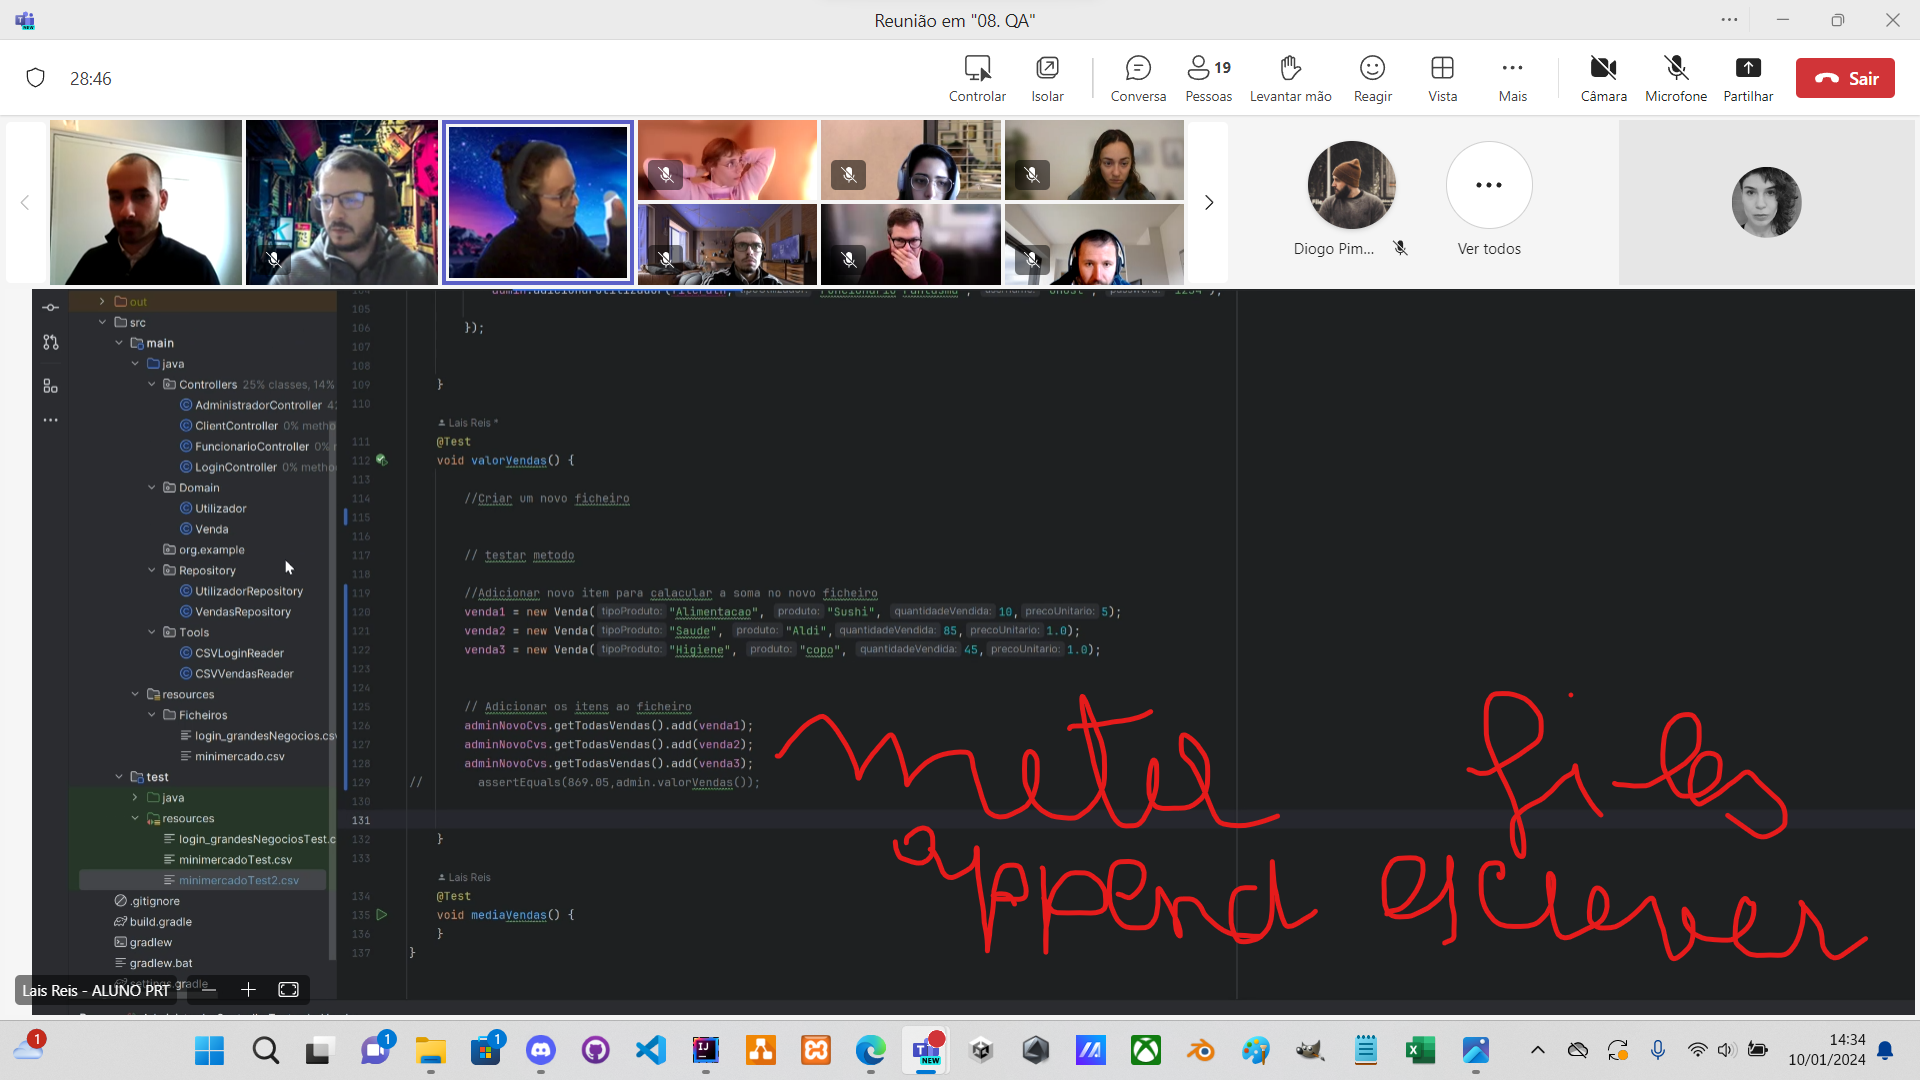 Reunião em "08. QA"
28:46
Controlar
Isolar
Conversa
19
Pessoas
Levantar mão
Reagir
Vista
Mais
Câmara
Microfone
Partilhar
Sair
Diogo Pim...
Ver todos
out
src
main
java
Controllers 25% classes, 14%
AdministradorController
ClientController 0% metho
FuncionarioController 0%
LoginController 0% metho
Domain
Utilizador
Venda
org.example
Repository
UtilizadorRepository
VendasRepository
Tools
CSVLoginReader
CSVVendasReader
resources
Ficheiros
login_grandesNegocios.csv
minimercado.csv
test
java
resources
login_grandesNegociosTest.c
minimercadoTest.csv
minimercadoTest2.csv
.gitignore
build.gradle
gradlew
gradlew.bat
settings.gradle
Lais Reis - ALUNO PRT
105
106 });
107
108
109 }
110
Lais Reis *
111 @Test
112 void valorVendas() {
113
114 //Criar um novo ficheiro
115
116
117 // testar metodo
118
119 //Adicionar novo item para calacular a soma no novo ficheiro
120 venda1 = new Venda( tipoProduto: "Alimentacao", produto: "Sushi", quantidadeVendida: 10, precoUnitario: 5);
121 venda2 = new Venda( tipoProduto: "Saude", produto: "Aldi", quantidadeVendida: 85, precoUnitario: 1.0);
122 venda3 = new Venda( tipoProduto: "Higiene", produto: "copo", quantidadeVendida: 45, precoUnitario: 1.0);
123
124
125 // Adicionar os itens ao ficheiro
126 adminNovoCvs.getTodasVendas().add(venda1);
127 adminNovoCvs.getTodasVendas().add(venda2);
128 adminNovoCvs.getTodasVendas().add(venda3);
129 // assertEquals(869.05,admin.valorVendas());
130
131
132 }
133
Lais Reis
134 @Test
135 void mediaVendas() {
136 }
137 }
append escrever
1
1
1
NEW
14:34
10/01/2024